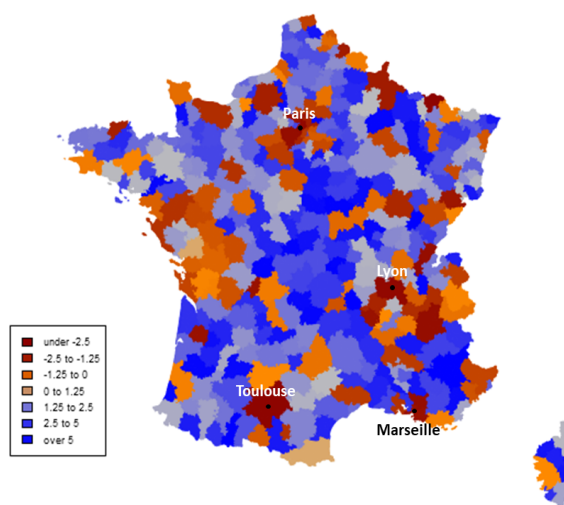 Paris
Lyon
under -2.5
-2.5 to -1.25
-1.25 to 0
0 to 1.25
1.25 to 2.5
2.5 to 5
over 5
Toulouse
Marseille